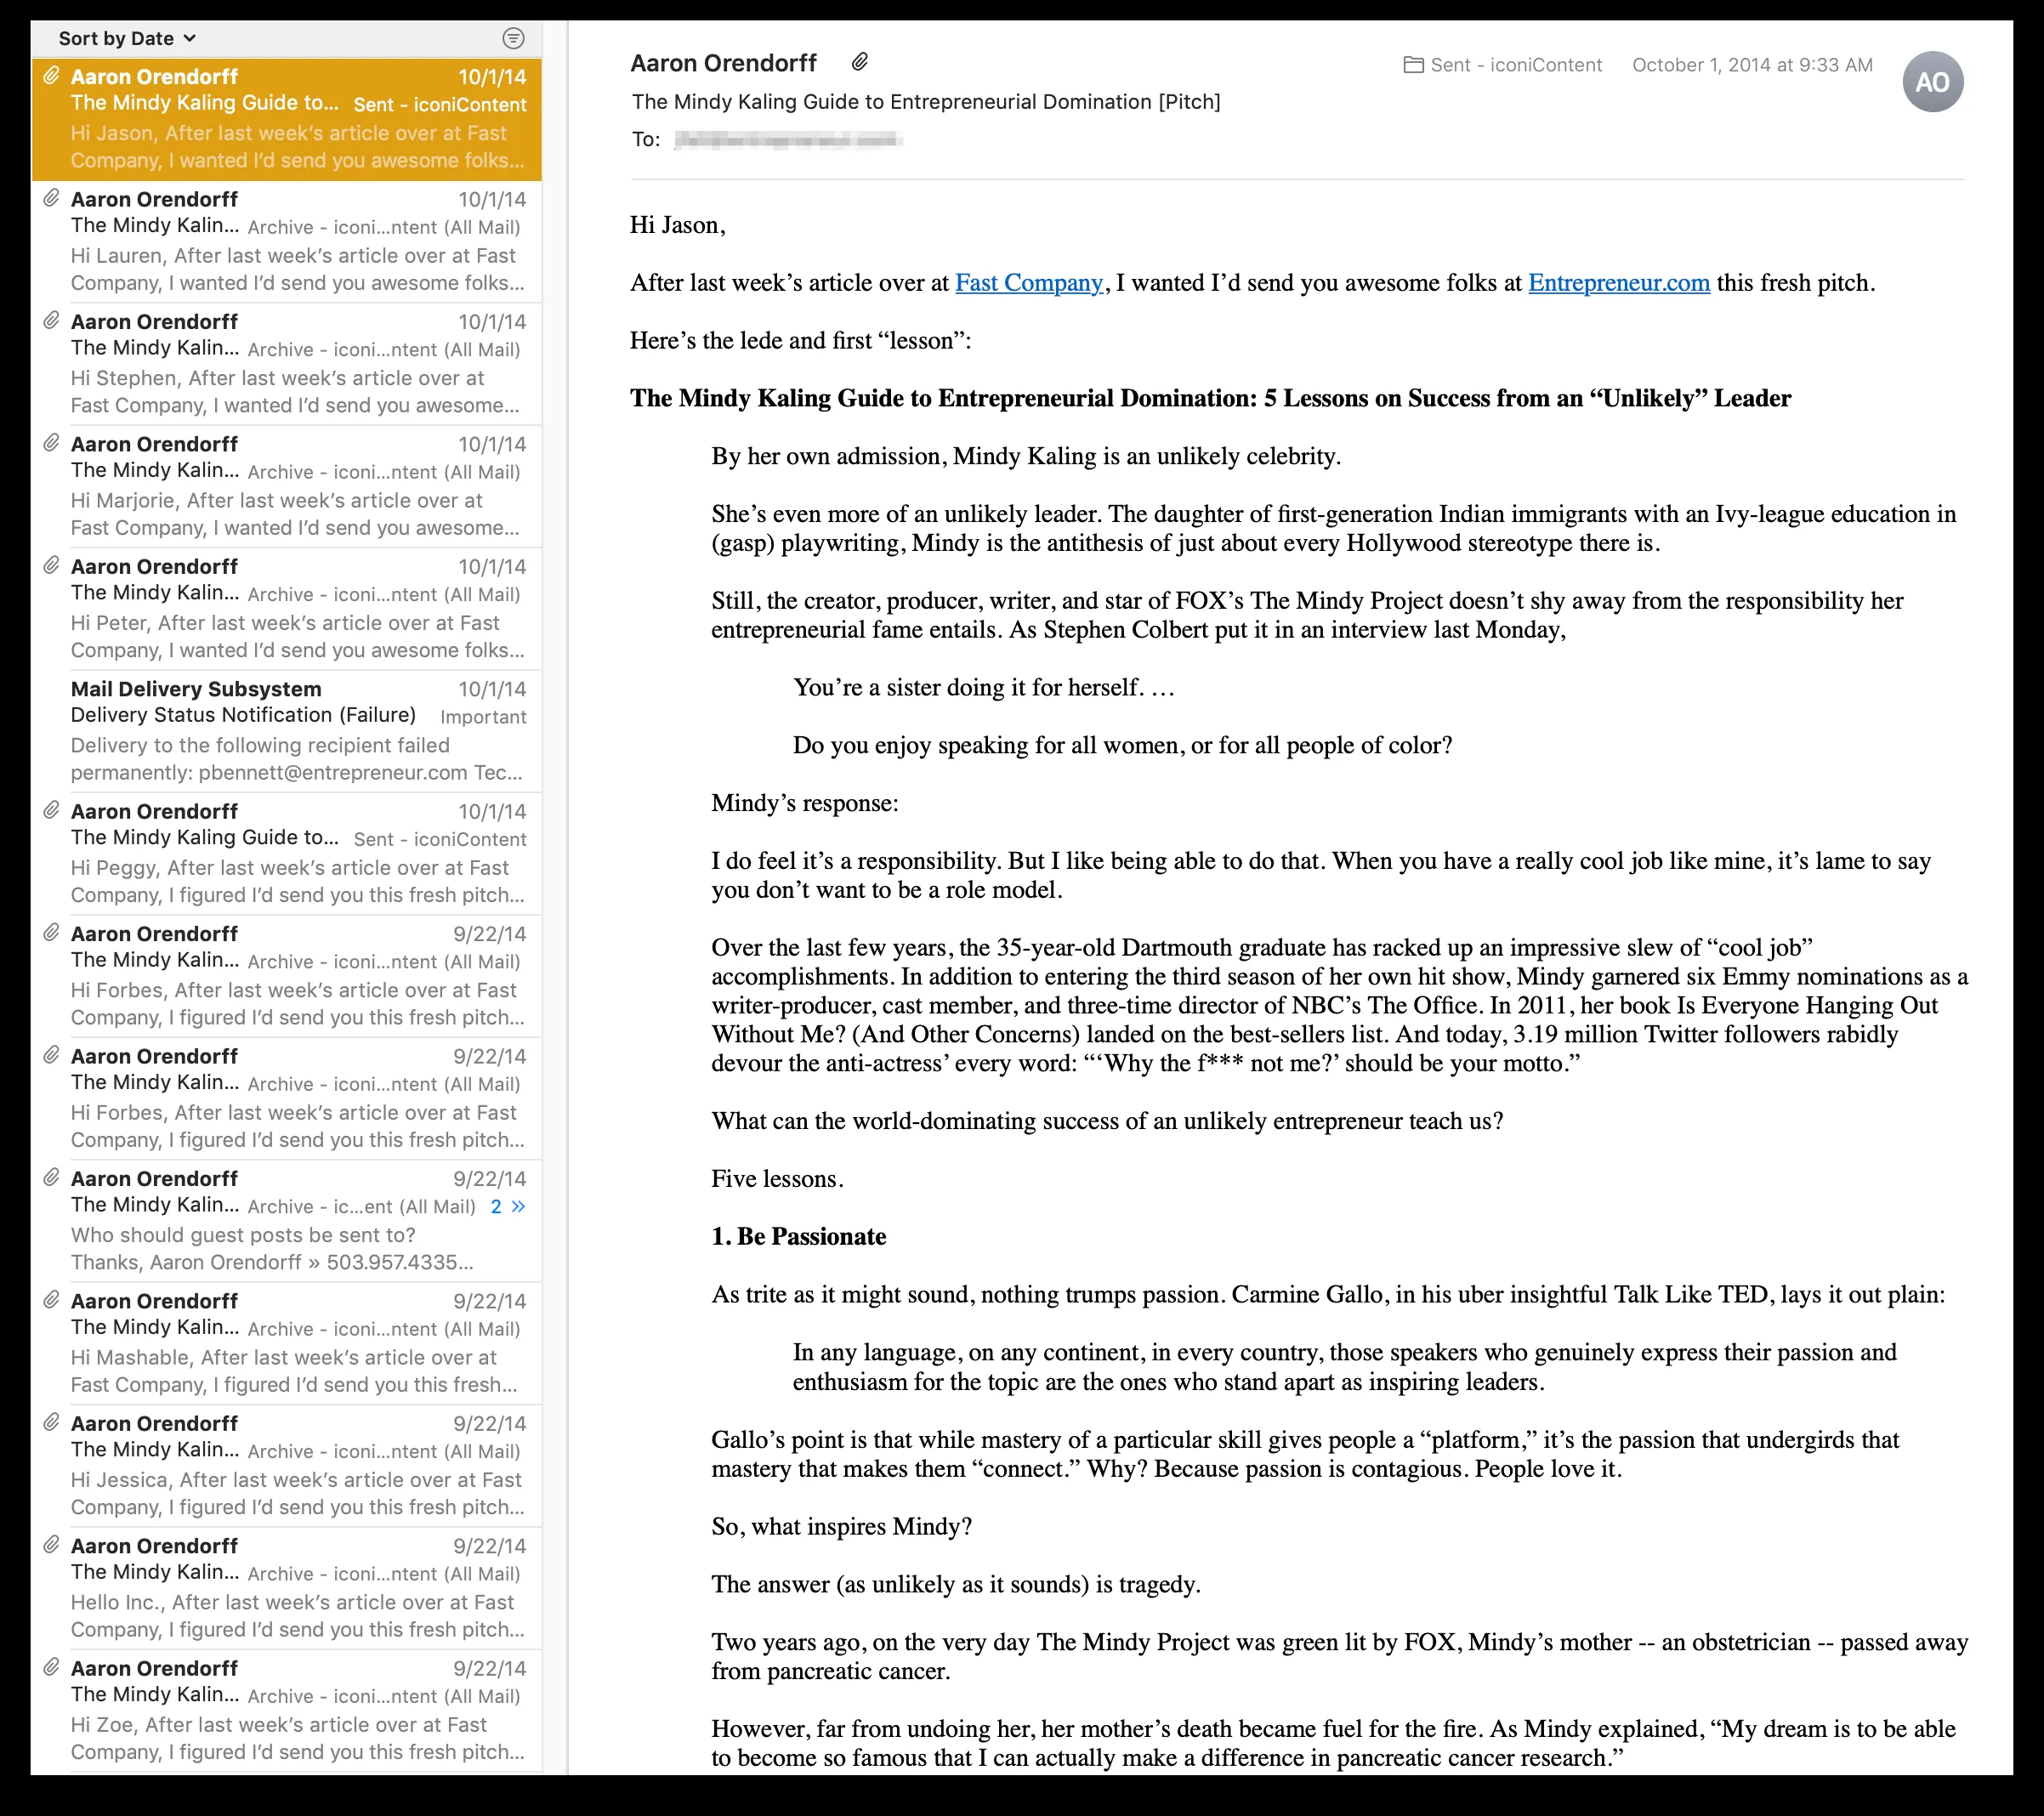 Sort by Date
Aaron Orendorff 10/1/14
The Mindy Kaling Guide to... Sent - iconiContent
Hi Jason, After last week's article over at Fast
Company, I wanted I'd send you awesome folks...
Aaron Orendorff 10/1/14
The Mindy Kalin... Archive - iconi...ntent (All Mail)
Hi Lauren, After last week's article over at Fast
Company, I wanted I'd send you awesome folks...
Aaron Orendorff 10/1/14
The Mindy Kalin... Archive - iconi...ntent (All Mail)
Hi Stephen, After last week's article over at
Fast Company, I wanted I'd send you awesome...
Aaron Orendorff 10/1/14
The Mindy Kalin... Archive - iconi...ntent (All Mail)
Hi Marjorie, After last week's article over at
Fast Company, I wanted I'd send you awesome...
Aaron Orendorff 10/1/14
The Mindy Kalin... Archive - iconi...ntent (All Mail)
Hi Peter, After last week's article over at Fast
Company, I wanted I'd send you awesome folks...
Mail Delivery Subsystem 10/1/14
Delivery Status Notification (Failure) Important
Delivery to the following recipient failed
permanently: pbennett@entrepreneur.com Tec...
Aaron Orendorff 10/1/14
The Mindy Kaling Guide to... Sent - iconiContent
Hi Peggy, After last week's article over at Fast
Company, I figured I'd send you this fresh pitch...
Aaron Orendorff 9/22/14
The Mindy Kalin... Archive - iconi...ntent (All Mail)
Hi Forbes, After last week's article over at Fast
Company, I figured I'd send you this fresh pitch...
Aaron Orendorff 9/22/14
The Mindy Kalin... Archive - iconi...ntent (All Mail)
Hi Forbes, After last week's article over at Fast
Company, I figured I'd send you this fresh pitch...
Aaron Orendorff 9/22/14
The Mindy Kalin... Archive - ic...ent (All Mail) 2 »
Who should guest posts be sent to?
Thanks, Aaron Orendorff » 503.957.4335...
Aaron Orendorff 9/22/14
The Mindy Kalin... Archive - iconi...ntent (All Mail)
Hi Mashable, After last week's article over at
Fast Company, I figured I'd send you this fresh...
Aaron Orendorff 9/22/14
The Mindy Kalin... Archive - iconi...ntent (All Mail)
Hi Jessica, After last week's article over at Fast
Company, I figured I'd send you this fresh pitch...
Aaron Orendorff 9/22/14
The Mindy Kalin... Archive - iconi...ntent (All Mail)
Hello Inc., After last week's article over at Fast
Company, I figured I'd send you this fresh pitch...
Aaron Orendorff 9/22/14
The Mindy Kalin... Archive - iconi...ntent (All Mail)
Hi Zoe, After last week's article over at Fast
Company, I figured I'd send you this fresh pitch...
Aaron Orendorff Sent - iconiContent October 1, 2014 at 9:33 AM AO
The Mindy Kaling Guide to Entrepreneurial Domination [Pitch]
To:
Hi Jason,
After last week's article over at Fast Company, I wanted I'd send you awesome folks at Entrepreneur.com this fresh pitch.
Here's the lede and first “lesson”:
The Mindy Kaling Guide to Entrepreneurial Domination: 5 Lessons on Success from an “Unlikely” Leader
By her own admission, Mindy Kaling is an unlikely celebrity.
She's even more of an unlikely leader. The daughter of first-generation Indian immigrants with an Ivy-league education in
(gasp) playwriting, Mindy is the antithesis of just about every Hollywood stereotype there is.
Still, the creator, producer, writer, and star of FOX's The Mindy Project doesn't shy away from the responsibility her
entrepreneurial fame entails. As Stephen Colbert put it in an interview last Monday,
You're a sister doing it for herself. …
Do you enjoy speaking for all women, or for all people of color?
Mindy's response:
I do feel it's a responsibility. But I like being able to do that. When you have a really cool job like mine, it's lame to say
you don't want to be a role model.
Over the last few years, the 35-year-old Dartmouth graduate has racked up an impressive slew of “cool job”
accomplishments. In addition to entering the third season of her own hit show, Mindy garnered six Emmy nominations as a
writer-producer, cast member, and three-time director of NBC's The Office. In 2011, her book Is Everyone Hanging Out
Without Me? (And Other Concerns) landed on the best-sellers list. And today, 3.19 million Twitter followers rabidly
devour the anti-actress' every word: “‘Why the f*** not me?’ should be your motto.”
What can the world-dominating success of an unlikely entrepreneur teach us?
Five lessons.
1. Be Passionate
As trite as it might sound, nothing trumps passion. Carmine Gallo, in his uber insightful Talk Like TED, lays it out plain:
In any language, on any continent, in every country, those speakers who genuinely express their passion and
enthusiasm for the topic are the ones who stand apart as inspiring leaders.
Gallo's point is that while mastery of a particular skill gives people a “platform,” it's the passion that undergirds that
mastery that makes them “connect.” Why? Because passion is contagious. People love it.
So, what inspires Mindy?
The answer (as unlikely as it sounds) is tragedy.
Two years ago, on the very day The Mindy Project was green lit by FOX, Mindy's mother -- an obstetrician -- passed away
from pancreatic cancer.
However, far from undoing her, her mother's death became fuel for the fire. As Mindy explained, “My dream is to be able
to become so famous that I can actually make a difference in pancreatic cancer research.”